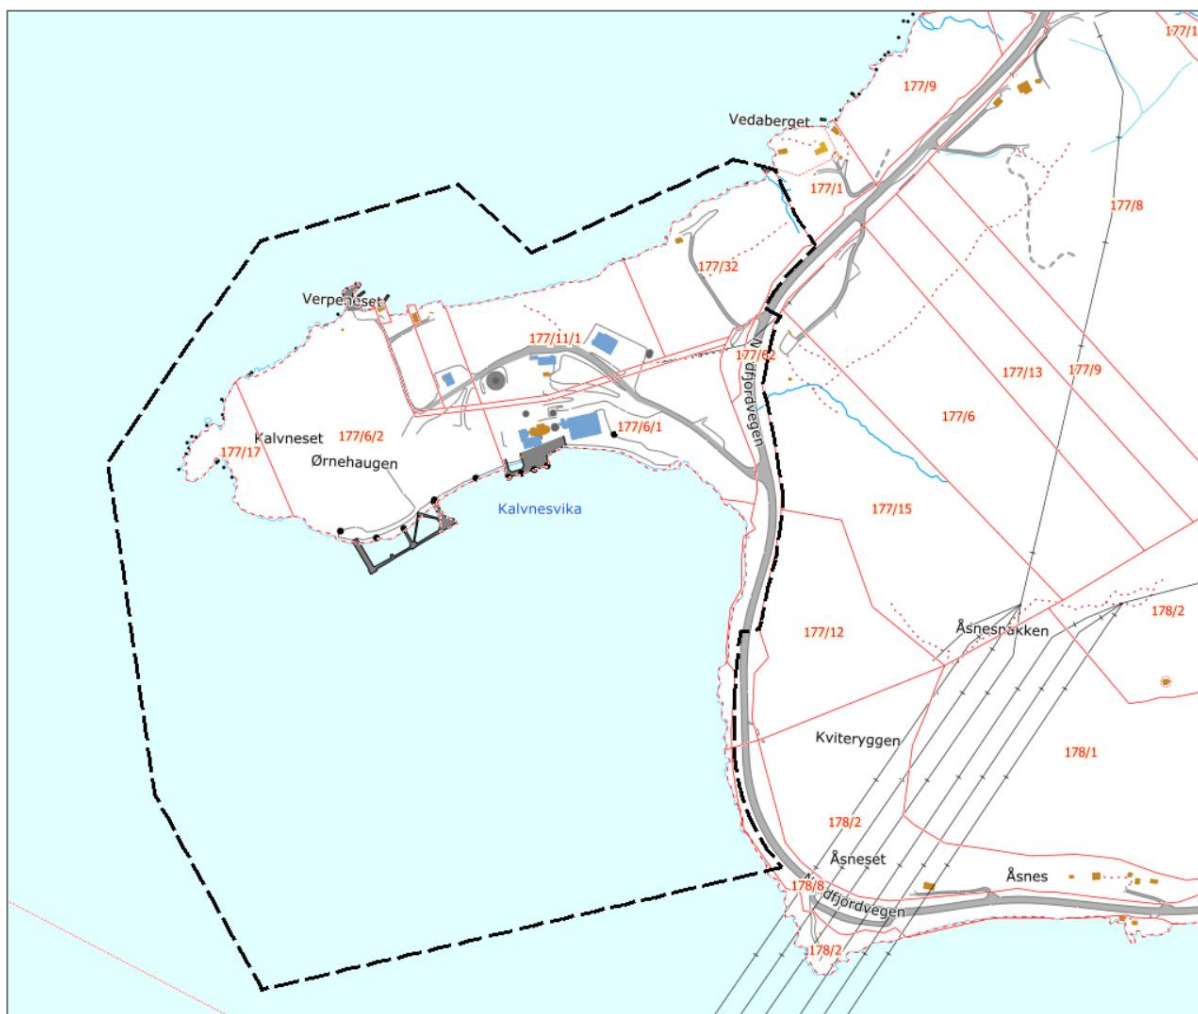 177/1
177/9
Vedaberget
177/1
177/8
177/32
Verpeneset
177/11/1
177/62
Nordfjordvegen
177/13
177/9
177/6
Kalvneset
177/6/2
177/6/1
177/17
Ørnehaugen
Kalvnesvika
177/15
178/2
177/12
Åsnesbakken
Kviteryggen
178/1
178/2
Åsneset
Åsnes
178/8
Nordfjordvegen
178/2